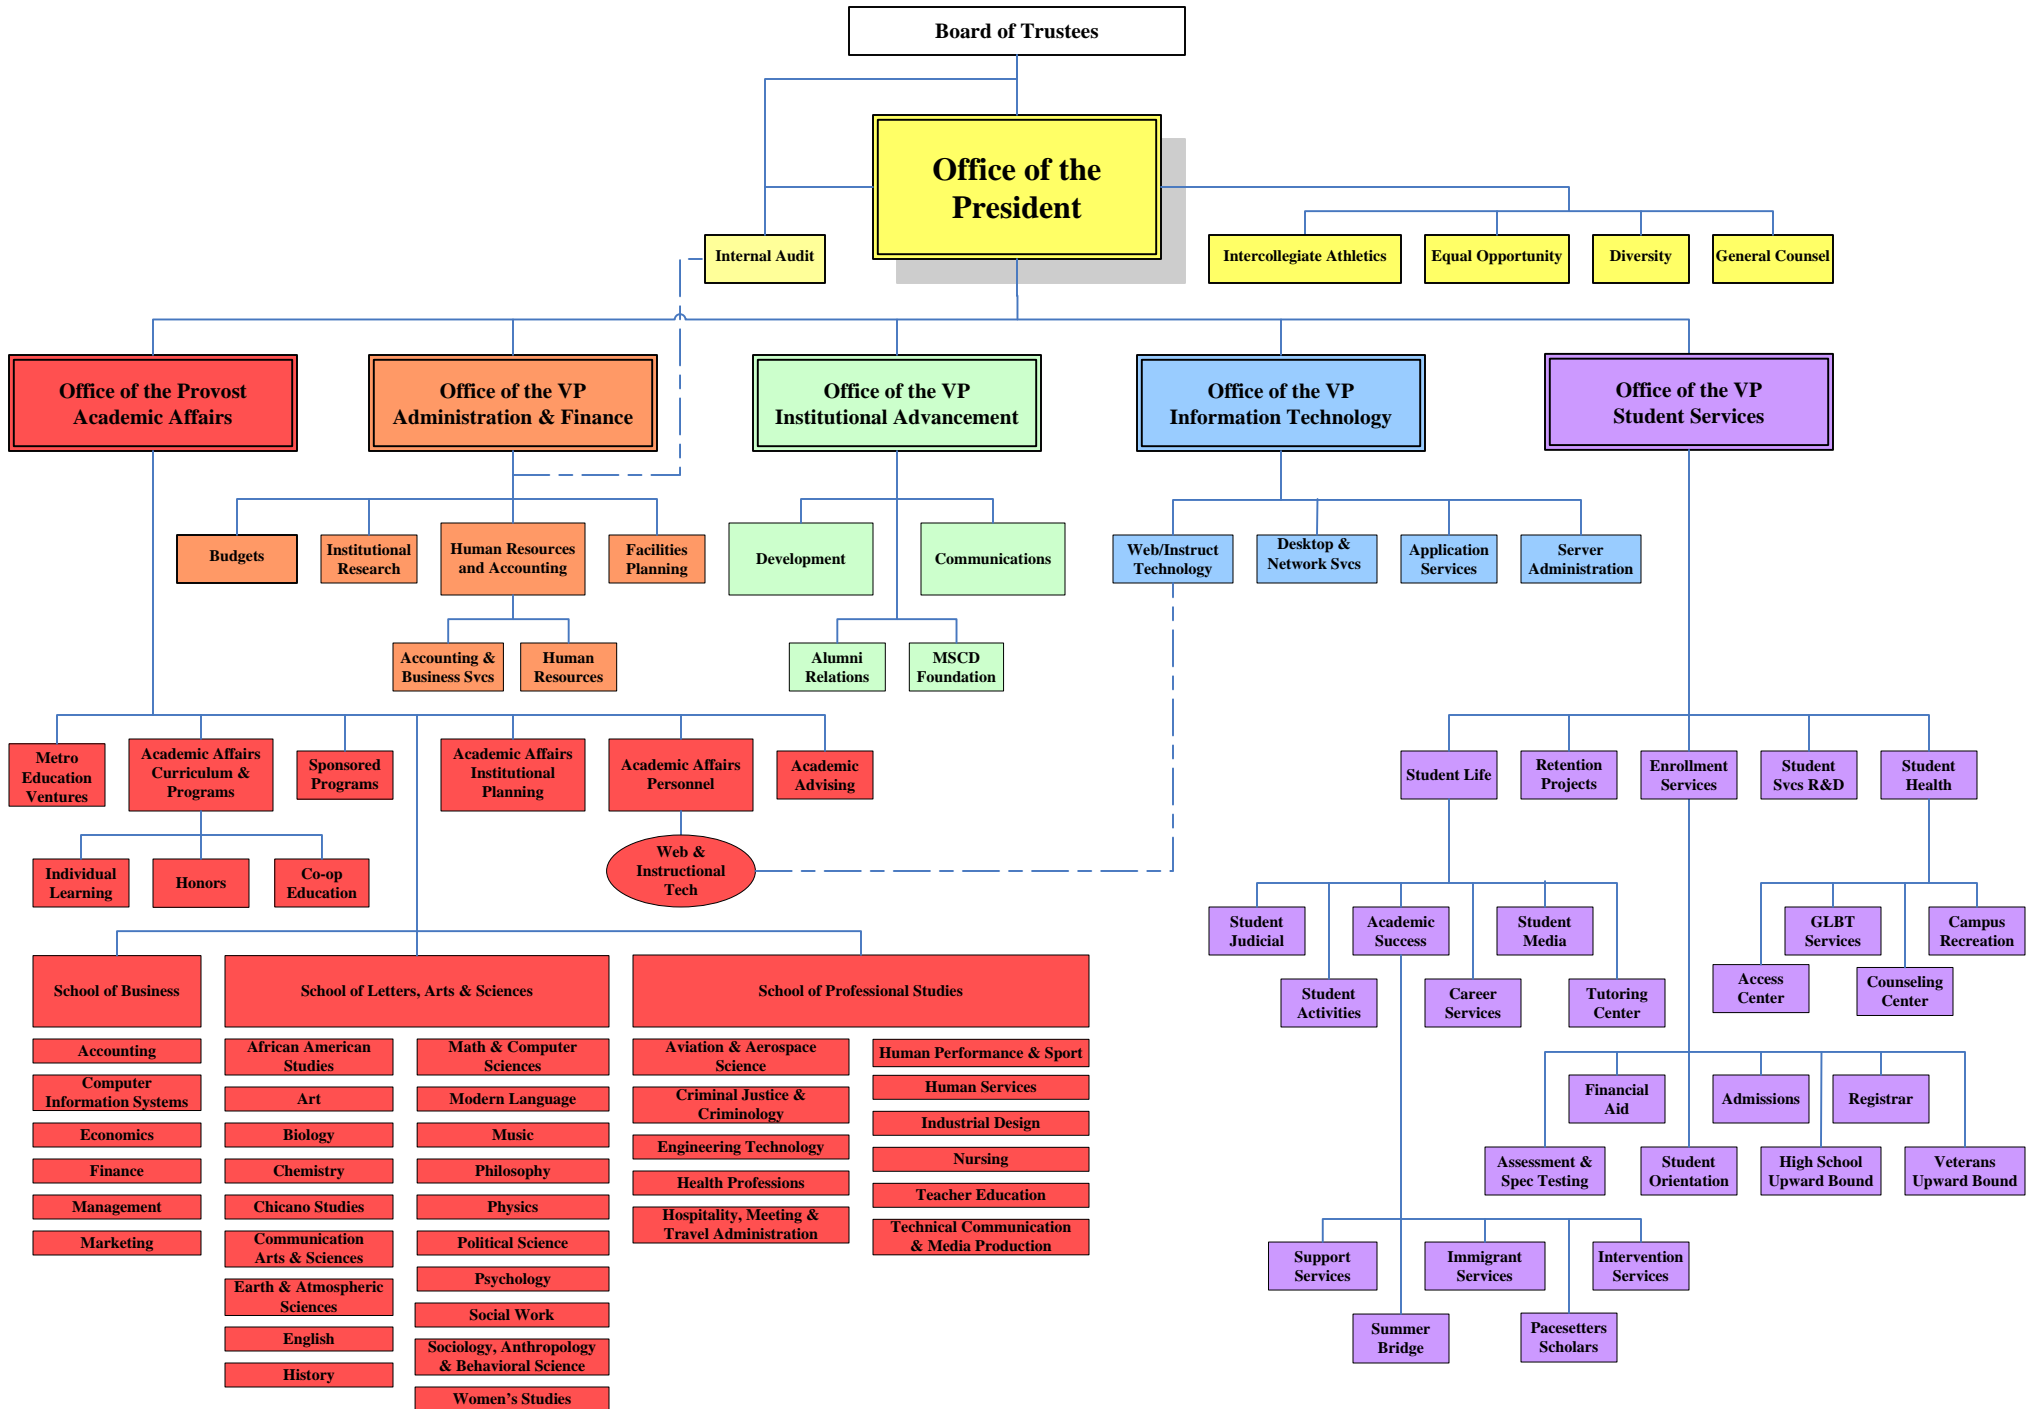 Board of Trustees
Office of the
President
Internal Audit
Intercollegiate Athletics
Equal Opportunity
Diversity
General Counsel
Office of the Provost
Academic Affairs
Office of the VP
Administration & Finance
Office of the VP
Institutional Advancement
Office of the VP
Information Technology
Office of the VP
Student Services
Budgets
Institutional
Research
Human Resources
and Accounting
Facilities
Planning
Development
Communications
Web/Instruct
Technology
Desktop &
Network Svcs
Application
Services
Server
Administration
Accounting &
Business Svcs
Human
Resources
Alumni
Relations
MSCD
Foundation
Metro
Education
Ventures
Academic Affairs
Curriculum &
Programs
Sponsored
Programs
Academic Affairs
Institutional
Planning
Academic Affairs
Personnel
Academic
Advising
Student Life
Retention
Projects
Enrollment
Services
Student
Svcs R&D
Student
Health
Individual
Learning
Honors
Co-op
Education
Web &
Instructional
Tech
Student
Judicial
Academic
Success
Student
Media
GLBT
Services
Campus
Recreation
Student
Activities
Career
Services
Tutoring
Center
Access
Center
Counseling
Center
School of Business
School of Letters, Arts & Sciences
School of Professional Studies
Accounting
Computer
Information Systems
Economics
Finance
Management
Marketing
African American
Studies
Art
Biology
Chemistry
Chicano Studies
Communication
Arts & Sciences
Earth & Atmospheric
Sciences
English
History
Math & Computer
Sciences
Modern Language
Music
Philosophy
Physics
Political Science
Psychology
Social Work
Sociology, Anthropology
& Behavioral Science
Women's Studies
Aviation & Aerospace
Science
Criminal Justice &
Criminology
Engineering Technology
Health Professions
Hospitality, Meeting &
Travel Administration
Human Performance & Sport
Human Services
Industrial Design
Nursing
Teacher Education
Technical Communication
& Media Production
Financial
Aid
Admissions
Registrar
Assessment &
Spec Testing
Student
Orientation
High School
Upward Bound
Veterans
Upward Bound
Support
Services
Immigrant
Services
Intervention
Services
Summer
Bridge
Pacesetters
Scholars